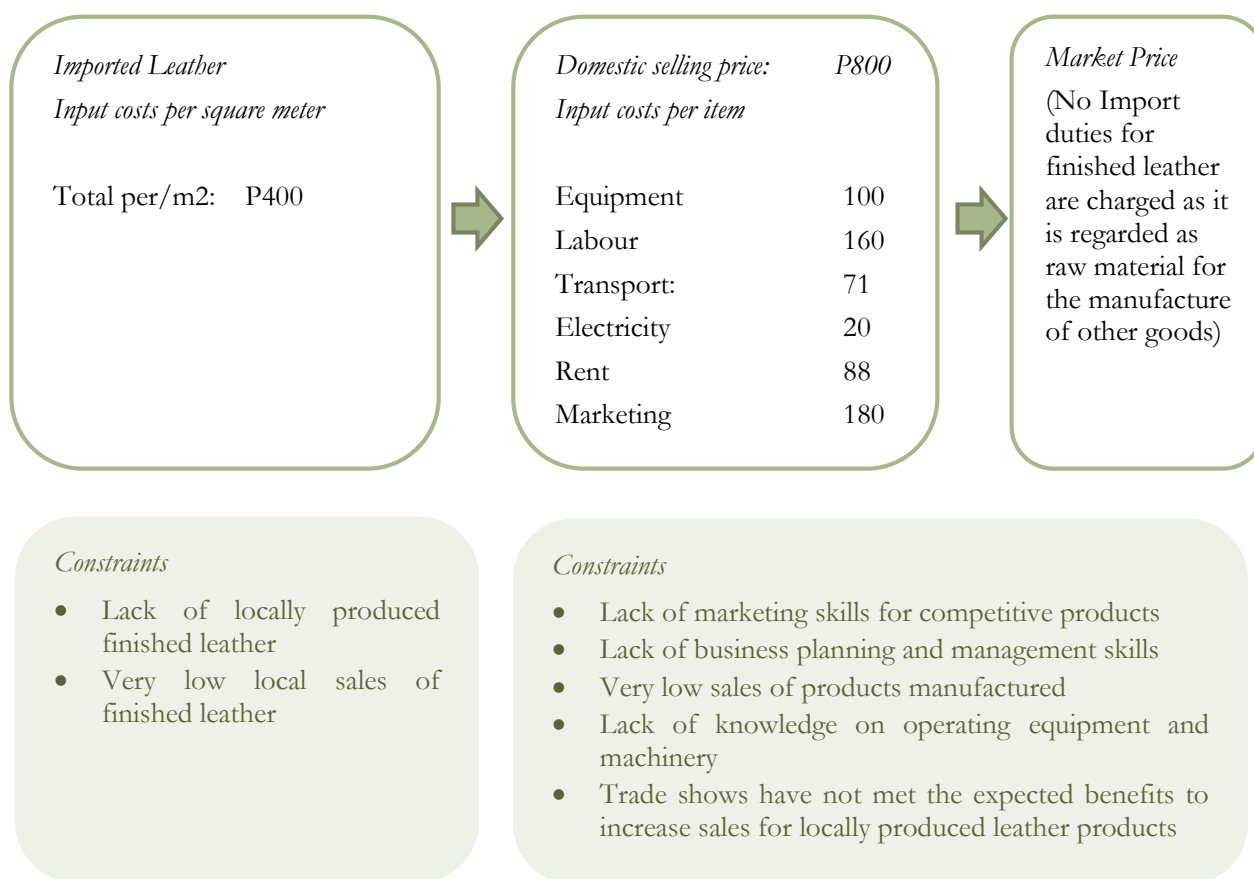 Imported Leather
Input costs per square meter
Total per/m2: P400
Domestic selling price: P800
Input costs per item
Equipment 100
Labour 160
Transport: 71
Electricity 20
Rent 88
Marketing 180
Market Price
(No Import
duties for
finished leather
are charged as it
is regarded as
raw material for
the manufacture
of other goods)
Constraints
• Lack of locally produced
finished leather
• Very low local sales of
finished leather
Constraints
• Lack of marketing skills for competitive products
• Lack of business planning and management skills
• Very low sales of products manufactured
• Lack of knowledge on operating equipment and
machinery
• Trade shows have not met the expected benefits to
increase sales for locally produced leather products